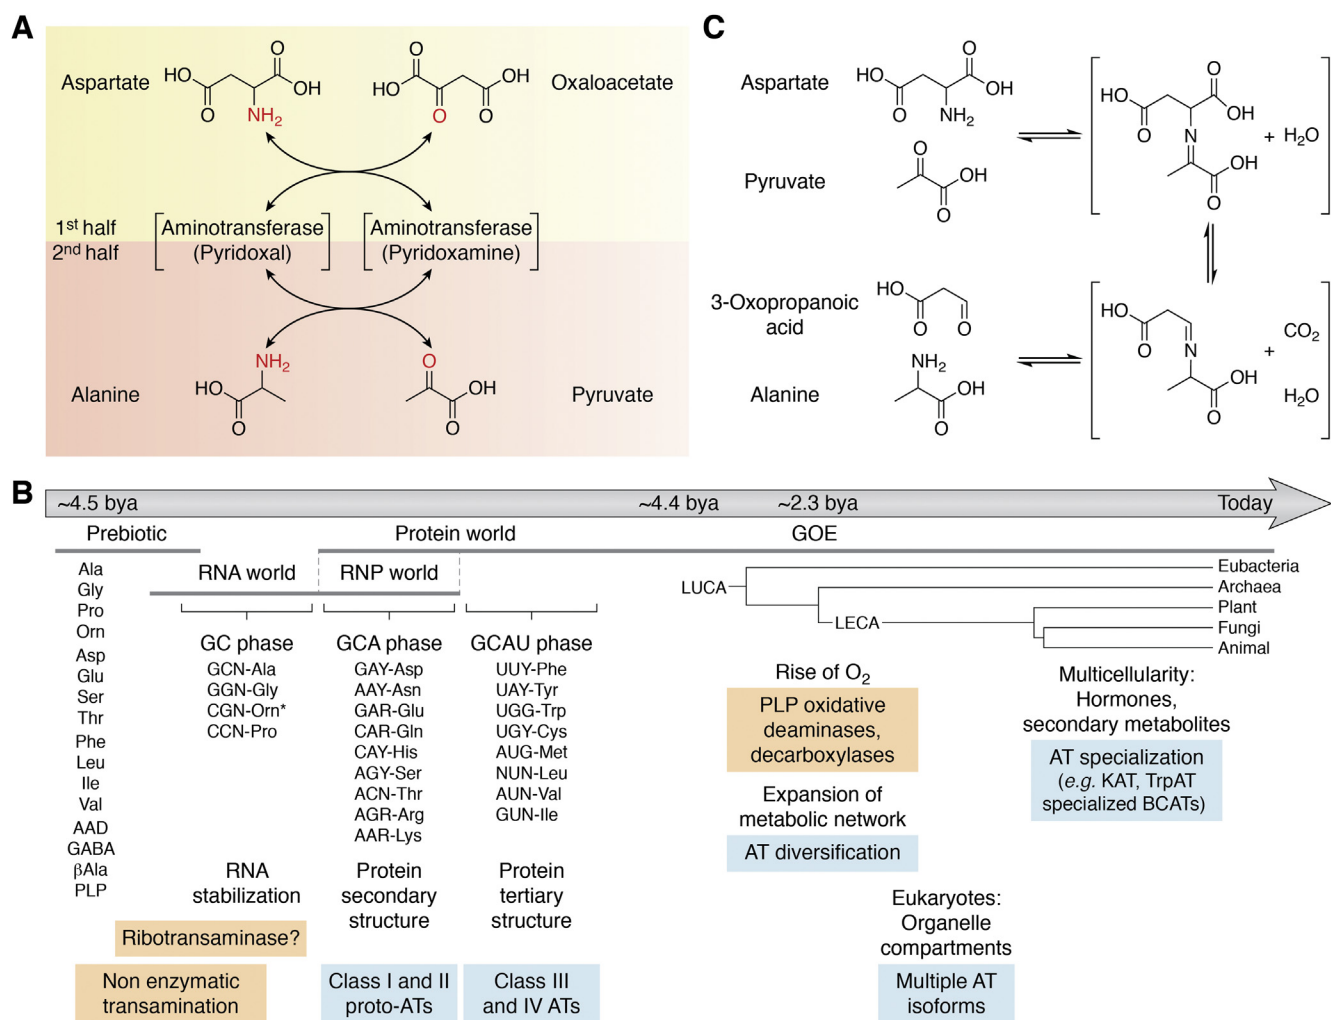 A
Aspartate
HO
O
O
OH
NH2
O
HO
O
O
OH
Oxaloacetate
1st half
2nd half
Aminotransferase
(Pyridoxal)
Aminotransferase
(Pyridoxamine)
Alanine
NH2
HO
O
O
OH
O
Pyruvate
C
Aspartate
HO
O
O
OH
NH2
Pyruvate
O
OH
O
HO
O
O
OH
N
OH
O
+ H2O
3-Oxopropanoic
acid
HO
O
O
Alanine
NH2
OH
O
HO
O
N
OH
O
+
CO2
H2O
B
~4.5 bya
~4.4 bya
~2.3 bya
Today
Prebiotic
Protein world
GOE
Ala
Gly
Pro
Orn
Asp
Glu
Ser
Thr
Phe
Leu
Ile
Val
AAD
GABA
βAla
PLP
RNA world
RNP world
GC phase
GCN-Ala
GGN-Gly
CGN-Orn*
CCN-Pro
RNA
stabilization
GCA phase
GAY-Asp
AAY-Asn
GAR-Glu
CAR-Gln
CAY-His
AGY-Ser
ACN-Thr
AGR-Arg
AAR-Lys
Protein
secondary
structure
GCAU phase
UUY-Phe
UAY-Tyr
UGG-Trp
UGY-Cys
AUG-Met
NUN-Leu
AUN-Val
GUN-Ile
Protein
tertiary
structure
Ribotransaminase?
Non enzymatic
transamination
Class I and II
proto-ATs
Class III
and IV ATs
LUCA
LECA
Eubacteria
Archaea
Plant
Fungi
Animal
Rise of O2
PLP oxidative
deaminases,
decarboxylases
Expansion of
metabolic network
AT diversification
Eukaryotes:
Organelle
compartments
Multiple AT
isoforms
Multicellularity:
Hormones,
secondary metabolites
AT specialization
(e.g. KAT, TrpAT
specialized BCATs)